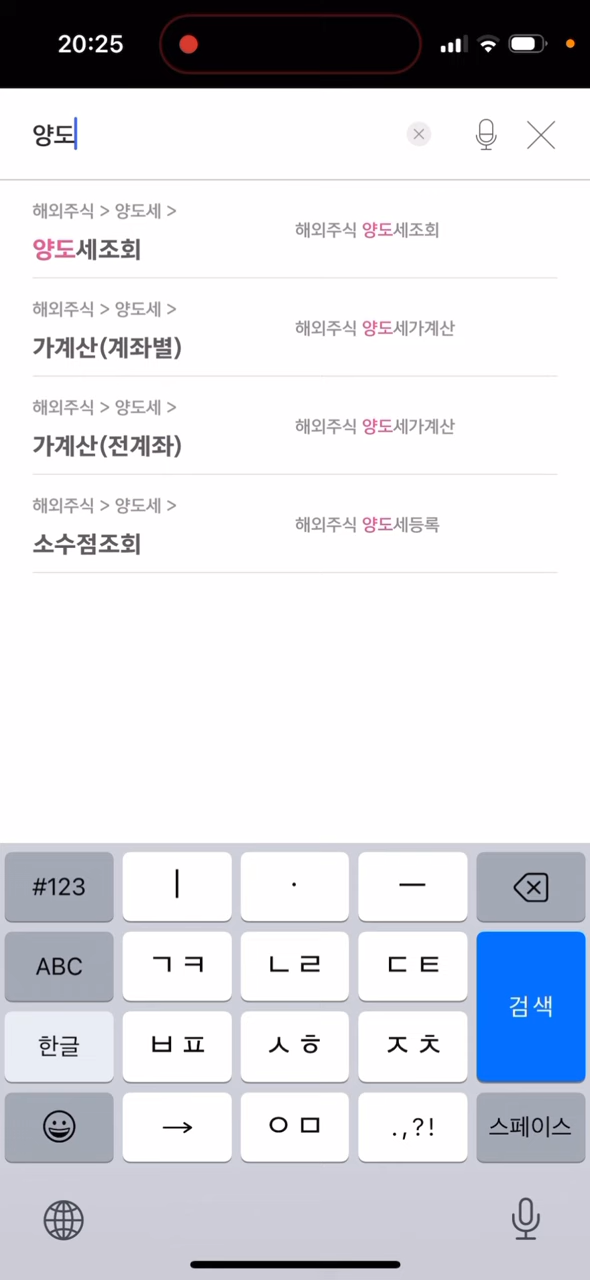 20:25
양도
해외주식 > 양도세 >
양도세조회
해외주식 양도세조회
해외주식 > 양도세 >
가계산(계좌별)
해외주식 양도세가계산
해외주식 > 양도세 >
가계산(전계좌)
해외주식 양도세가계산
해외주식 > 양도세 >
소수점조회
해외주식 양도세등록
#123 ㅣ · ㅡ
ABC ㄱㅋ ㄴㄹ ㄷㅌ 검색
한글 ㅂㅍ ㅅㅎ ㅈㅊ
→ ㅇㅁ .,?! 스페이스